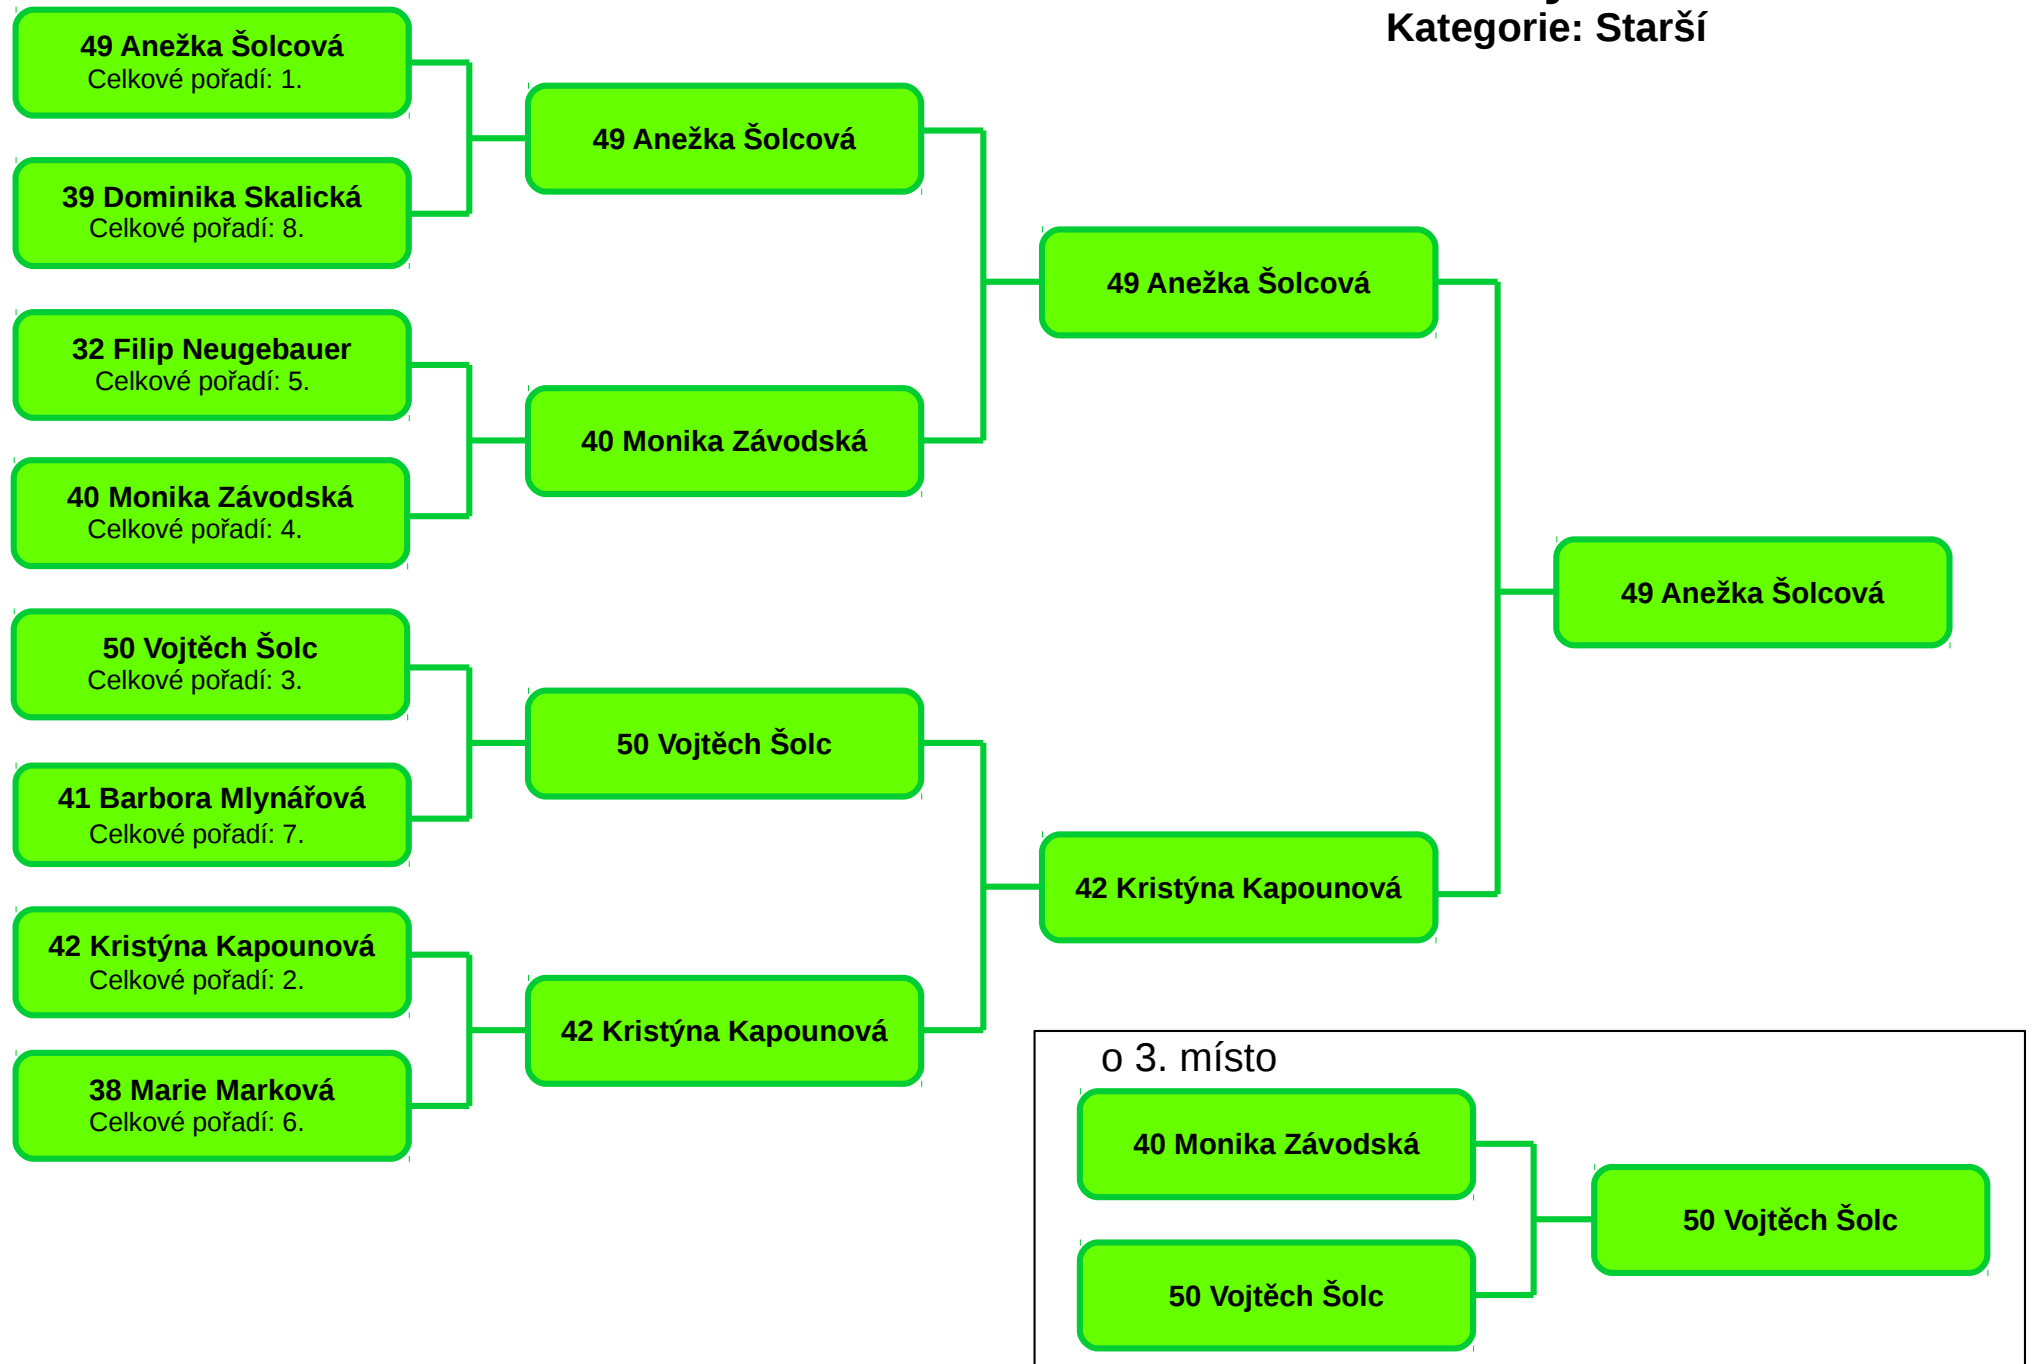 Kategorie: Starší
49 Anežka Šolcová
Celkové pořadí: 1.
39 Dominika Skalická
Celkové pořadí: 8.
32 Filip Neugebauer
Celkové pořadí: 5.
40 Monika Závodská
Celkové pořadí: 4.
50 Vojtěch Šolc
Celkové pořadí: 3.
41 Barbora Mlynářová
Celkové pořadí: 7.
42 Kristýna Kapounová
Celkové pořadí: 2.
38 Marie Marková
Celkové pořadí: 6.
49 Anežka Šolcová
40 Monika Závodská
50 Vojtěch Šolc
42 Kristýna Kapounová
49 Anežka Šolcová
42 Kristýna Kapounová
49 Anežka Šolcová
o 3. místo
40 Monika Závodská
50 Vojtěch Šolc
50 Vojtěch Šolc